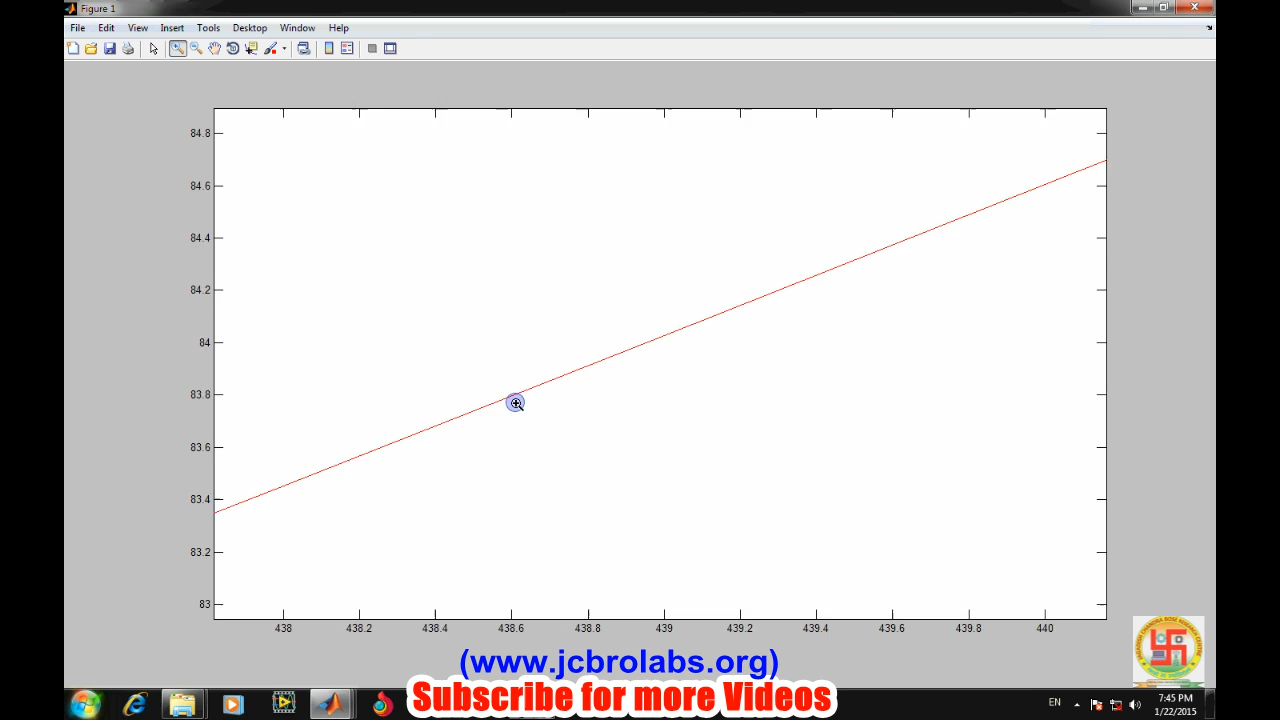 Figure 1
File Edit View Insert Tools Desktop Window Help
84.8
84.6
84.4
84.2
84
83.8
83.6
83.4
83.2
83
438 438.2 438.4 438.6 438.8 439 439.2 439.4 439.6 439.8 440
(www.jcbrolabs.org)
Subscribe for more Videos
EN
7:45 PM
1/22/2015